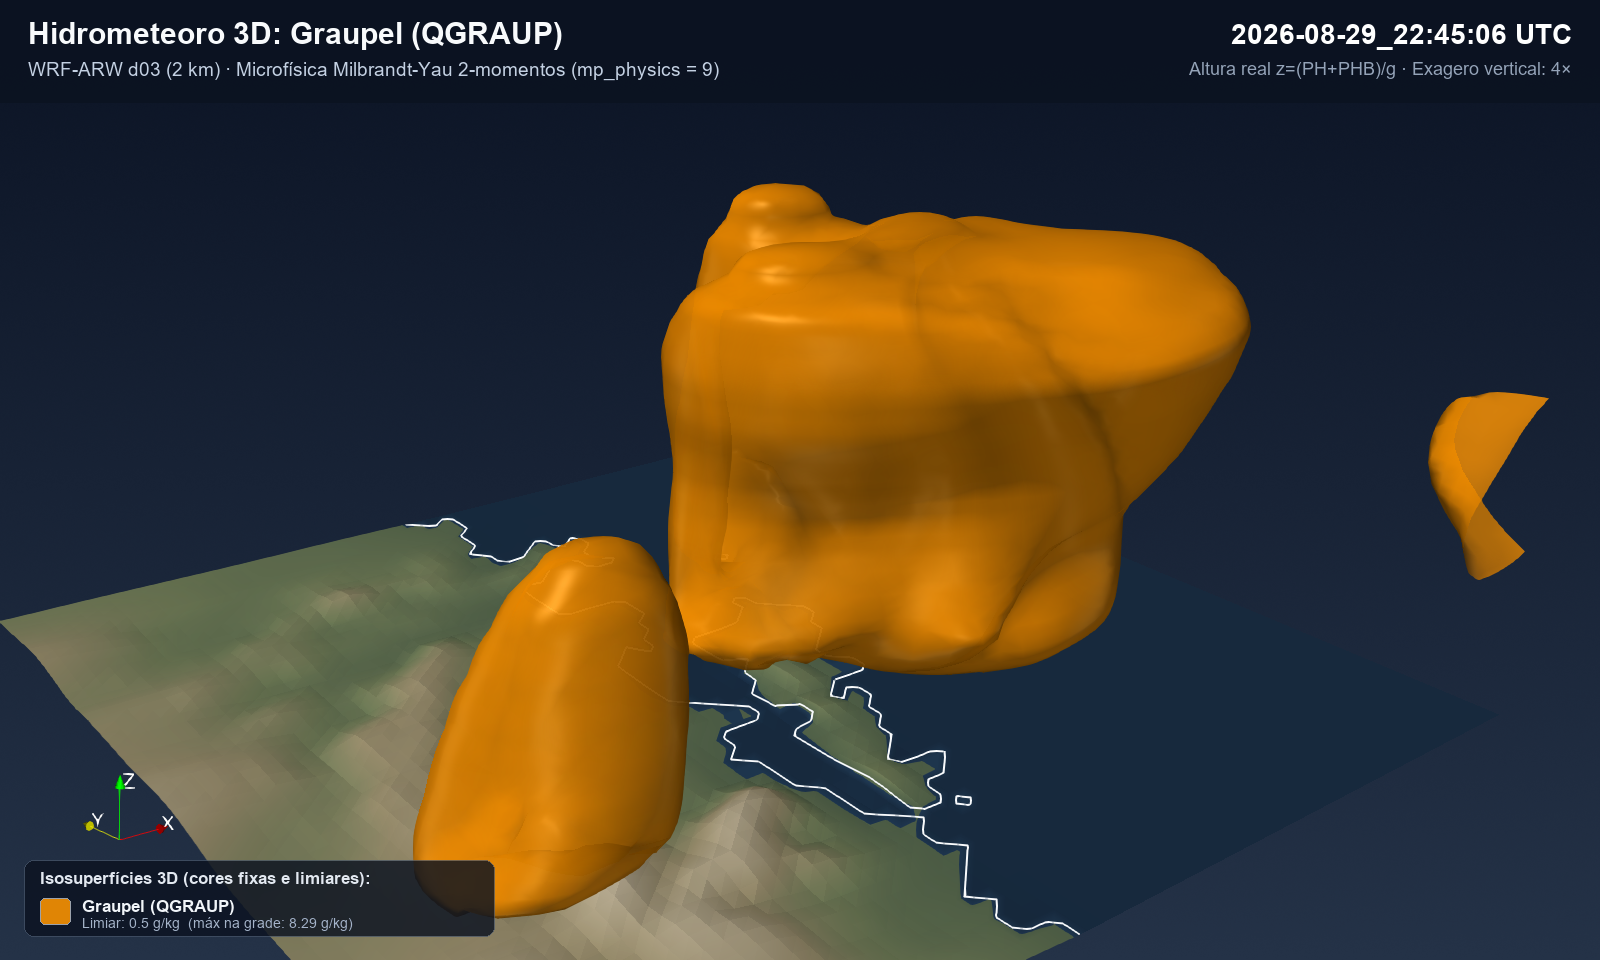 Hidrometeoro 3D: Graupel (QGRAUP)
2026-08-29_22:45:06 UTC
WRF-ARW d03 (2 km) · Microfísica Milbrandt-Yau 2-momentos (mp_physics = 9)
Altura real z=(PH+PHB)/g · Exagero vertical: 4×
Z
Y
X
Isosuperfícies 3D (cores fixas e limiares):
Graupel (QGRAUP)
Limiar: 0.5 g/kg (máx na grade: 8.29 g/kg)